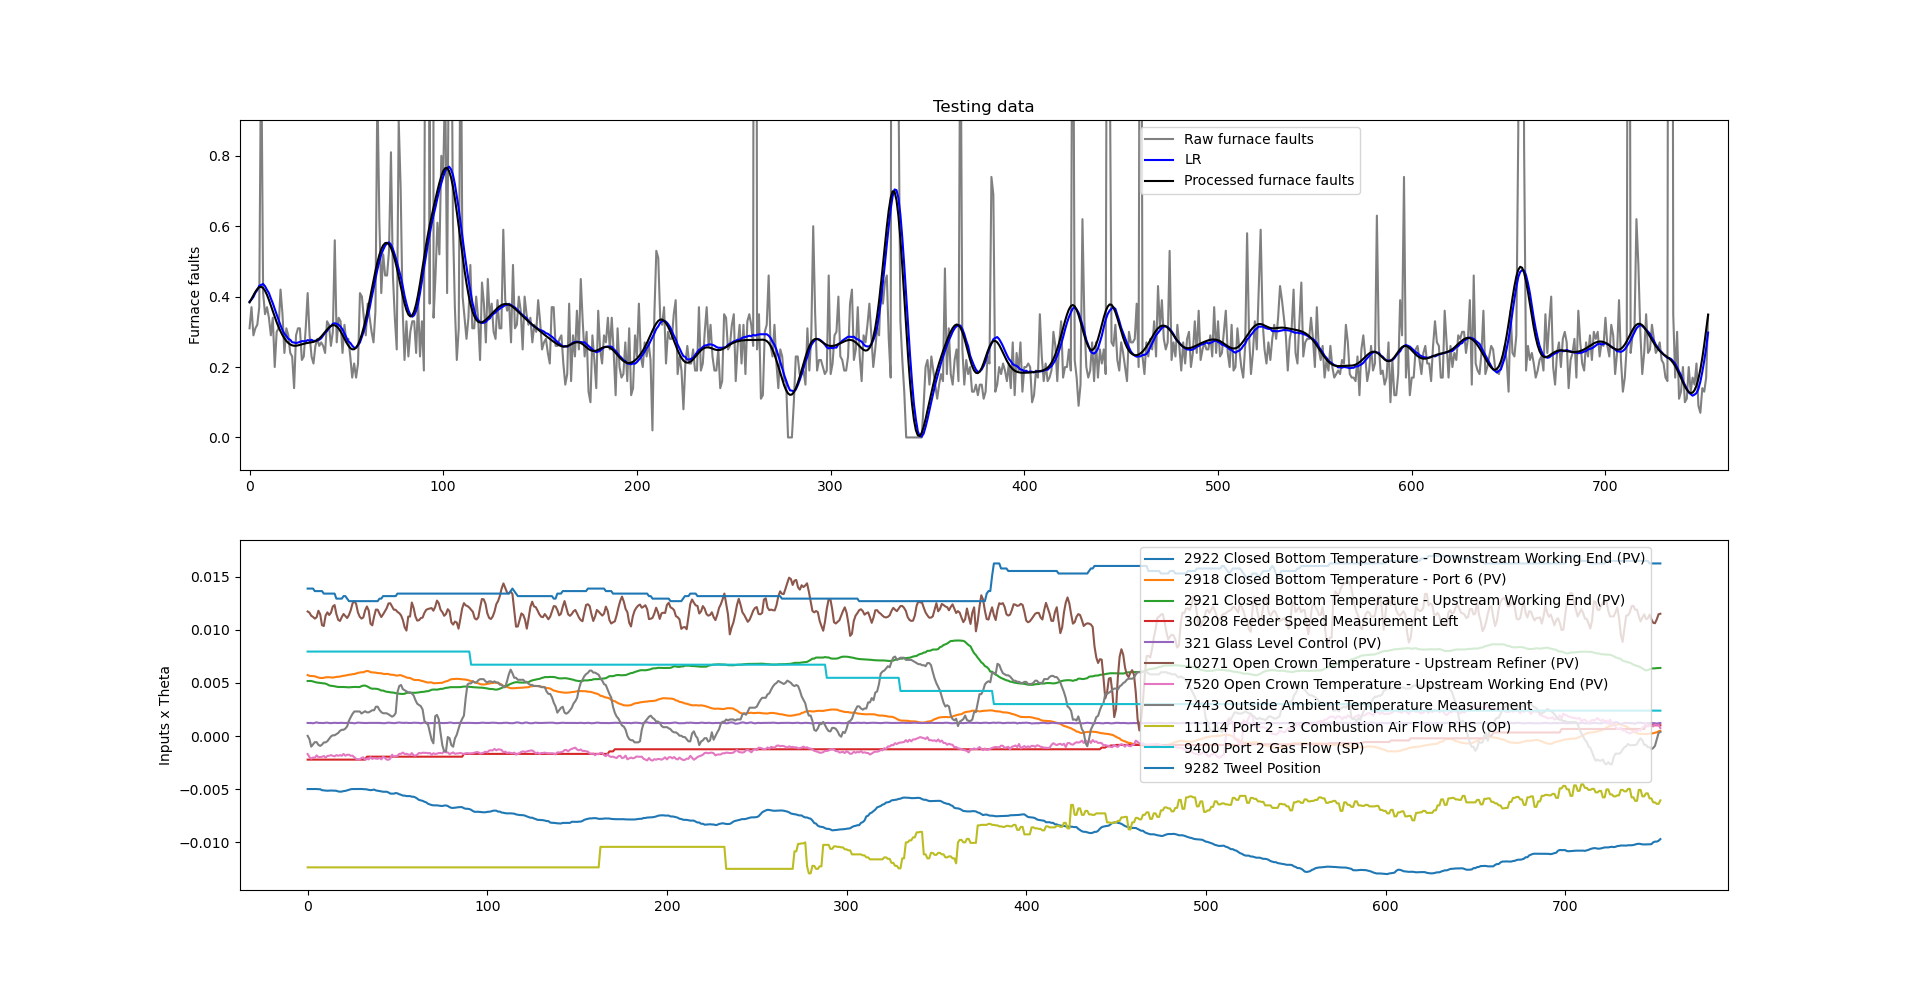 Testing data
Furnace faults
0.8
0.6
0.4
0.2
0.0
Raw furnace faults
LR
Processed furnace faults
0 100 200 300 400 500 600 700
Inputs x Theta
0.015
0.010
0.005
0.000
−0.005
−0.010
2922 Closed Bottom Temperature - Downstream Working End (PV)
2918 Closed Bottom Temperature - Port 6 (PV)
2921 Closed Bottom Temperature - Upstream Working End (PV)
30208 Feeder Speed Measurement Left
321 Glass Level Control (PV)
10271 Open Crown Temperature - Upstream Refiner (PV)
7520 Open Crown Temperature - Upstream Working End (PV)
7443 Outside Ambient Temperature Measurement
11114 Port 2 - 3 Combustion Air Flow RHS (OP)
9400 Port 2 Gas Flow (SP)
9282 Tweel Position
0 100 200 300 400 500 600 700